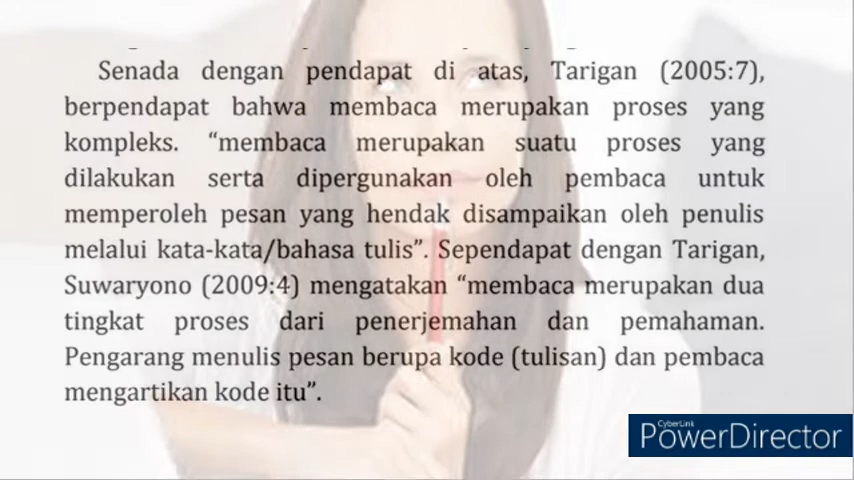 Senada dengan pendapat di atas, Tarigan (2005:7),
berpendapat bahwa membaca merupakan proses yang
kompleks. “membaca merupakan suatu proses yang
dilakukan serta dipergunakan oleh pembaca untuk
memperoleh pesan yang hendak disampaikan oleh penulis
melalui kata-kata/bahasa tulis”. Sependapat dengan Tarigan,
Suwaryono (2009:4) mengatakan “membaca merupakan dua
tingkat proses dari penerjemahan dan pemahaman.
Pengarang menulis pesan berupa kode (tulisan) dan pembaca
mengartikan kode itu”.
CyberLink
PowerDirector